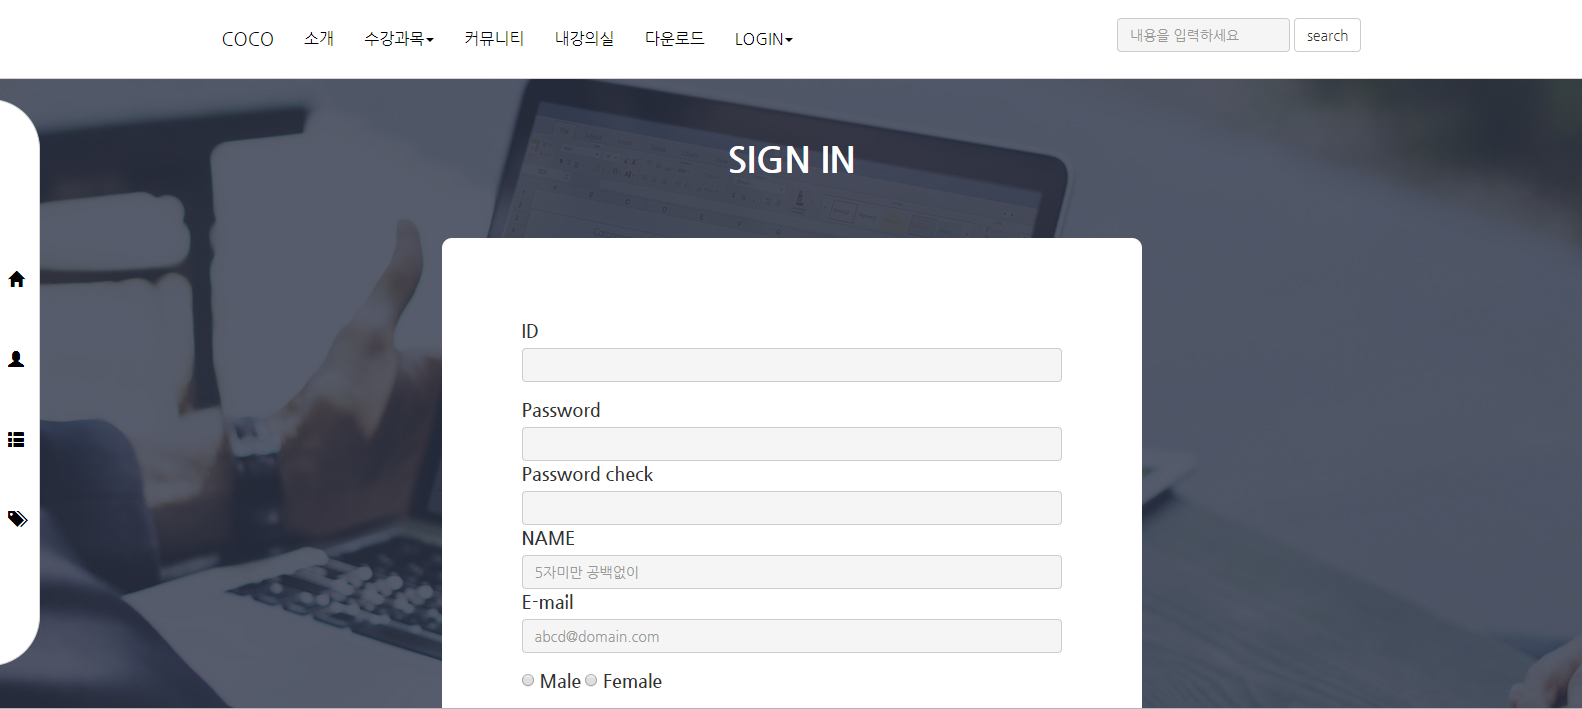 COCO 소개 수강과목 커뮤니티 내강의실 다운로드 LOGIN 내용을 입력하세요 search
SIGN IN
ID
Password
Password check
NAME
5자미만 공백없이
E-mail
abcd@domain.com
Male Female